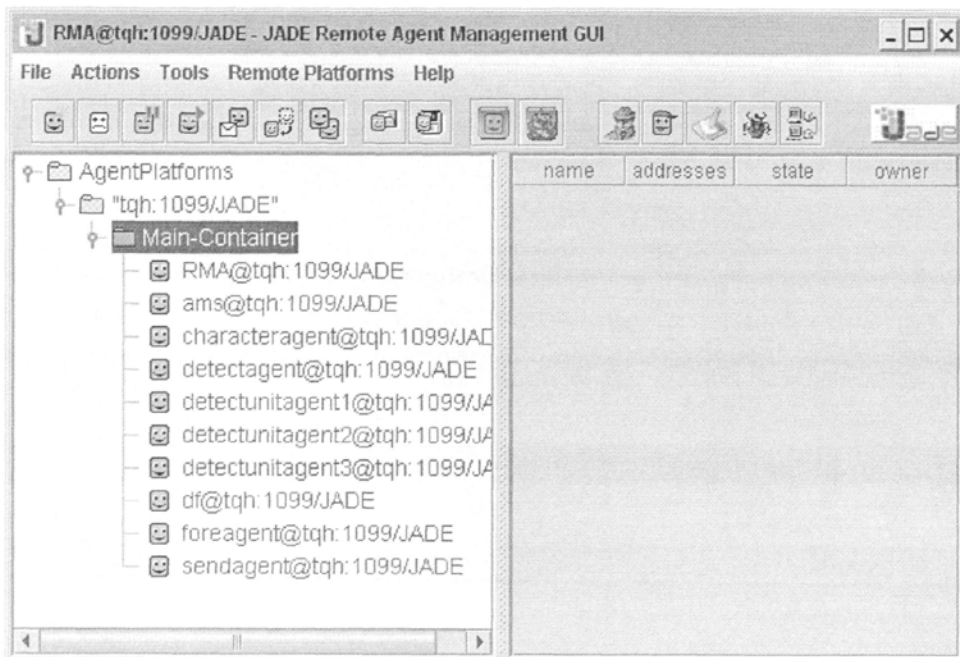 RMA@tqh:1099/JADE - JADE Remote Agent Management GUI
File Actions Tools Remote Platforms Help
Jade
name addresses state owner
AgentPlatforms
"tqh:1099/JADE"
Main-Container
RMA@tqh:1099/JADE
ams@tqh:1099/JADE
characteragent@tqh:1099/JAD
detectagent@tqh:1099/JADE
detectunitagent1@tqh:1099/JA
detectunitagent2@tqh:1099/JA
detectunitagent3@tqh:1099/JA
df@tqh:1099/JADE
foreagent@tqh:1099/JADE
sendagent@tqh:1099/JADE